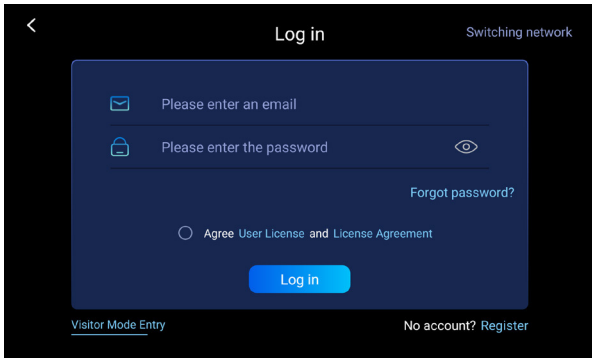 Log in
Switching network
Please enter an email
Please enter the password
Forgot password?
Agree User License and License Agreement
Log in
Visitor Mode Entry
No account? Register